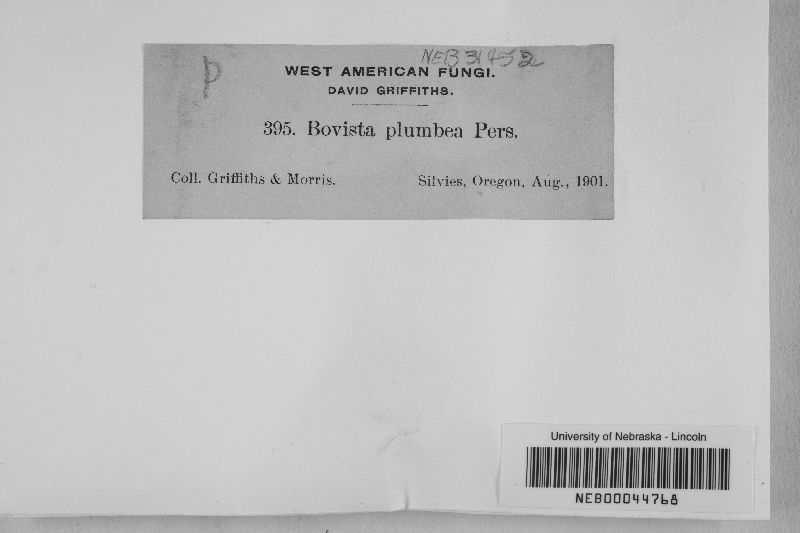 p
NEB 31452
WEST AMERICAN FUNGI.
DAVID GRIFFITHS.
395. Bovista plumbea Pers.
Coll. Griffiths & Morris. Silvies, Oregon, Aug., 1901.
University of Nebraska - Lincoln
NEB00044768